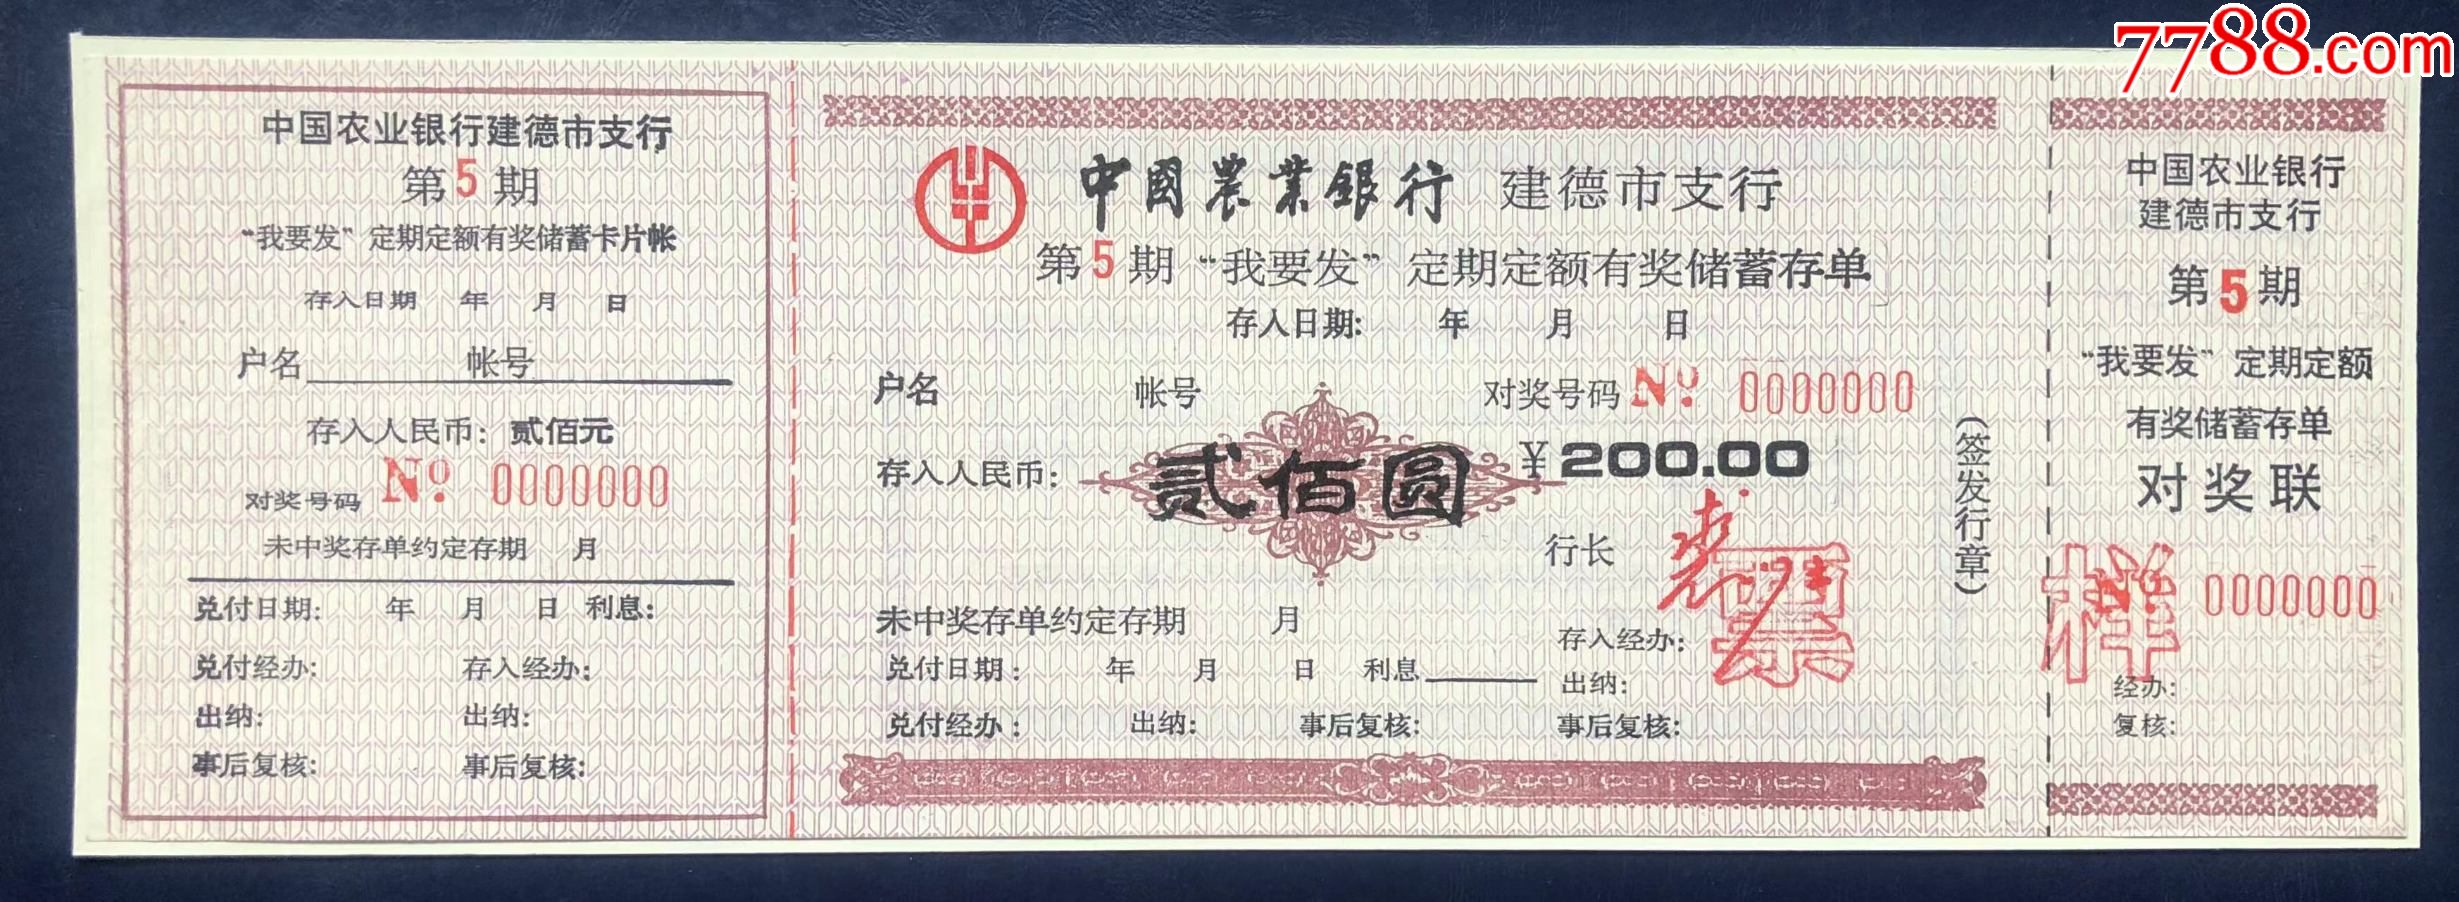 7788.com
中国农业银行建德市支行
第5期
“我要发”定期定额有奖储蓄卡片帐
存入日期 年 月 日
户名 帐号
存入人民币：贰佰元
对奖号码 No 0000000
未中奖存单约定存期 月
兑付日期： 年 月 日 利息：
兑付经办： 存入经办：
出纳： 出纳：
事后复核： 事后复核：
中國農業銀行 建德市支行
第5期“我要发”定期定额有奖储蓄存单
存入日期： 年 月 日
户名 帐号 对奖号码 No 0000000
存入人民币： 贰佰圆 ¥200.00
行长
(签发行章)
票
未中奖存单约定存期 月
存入经办：
兑付日期： 年 月 日 利息
出纳：
兑付经办： 出纳： 事后复核： 事后复核：
中国农业银行
建德市支行
第5期
“我要发”定期定额
有奖储蓄存单
对奖联
样
No 0000000
经办：
复核：